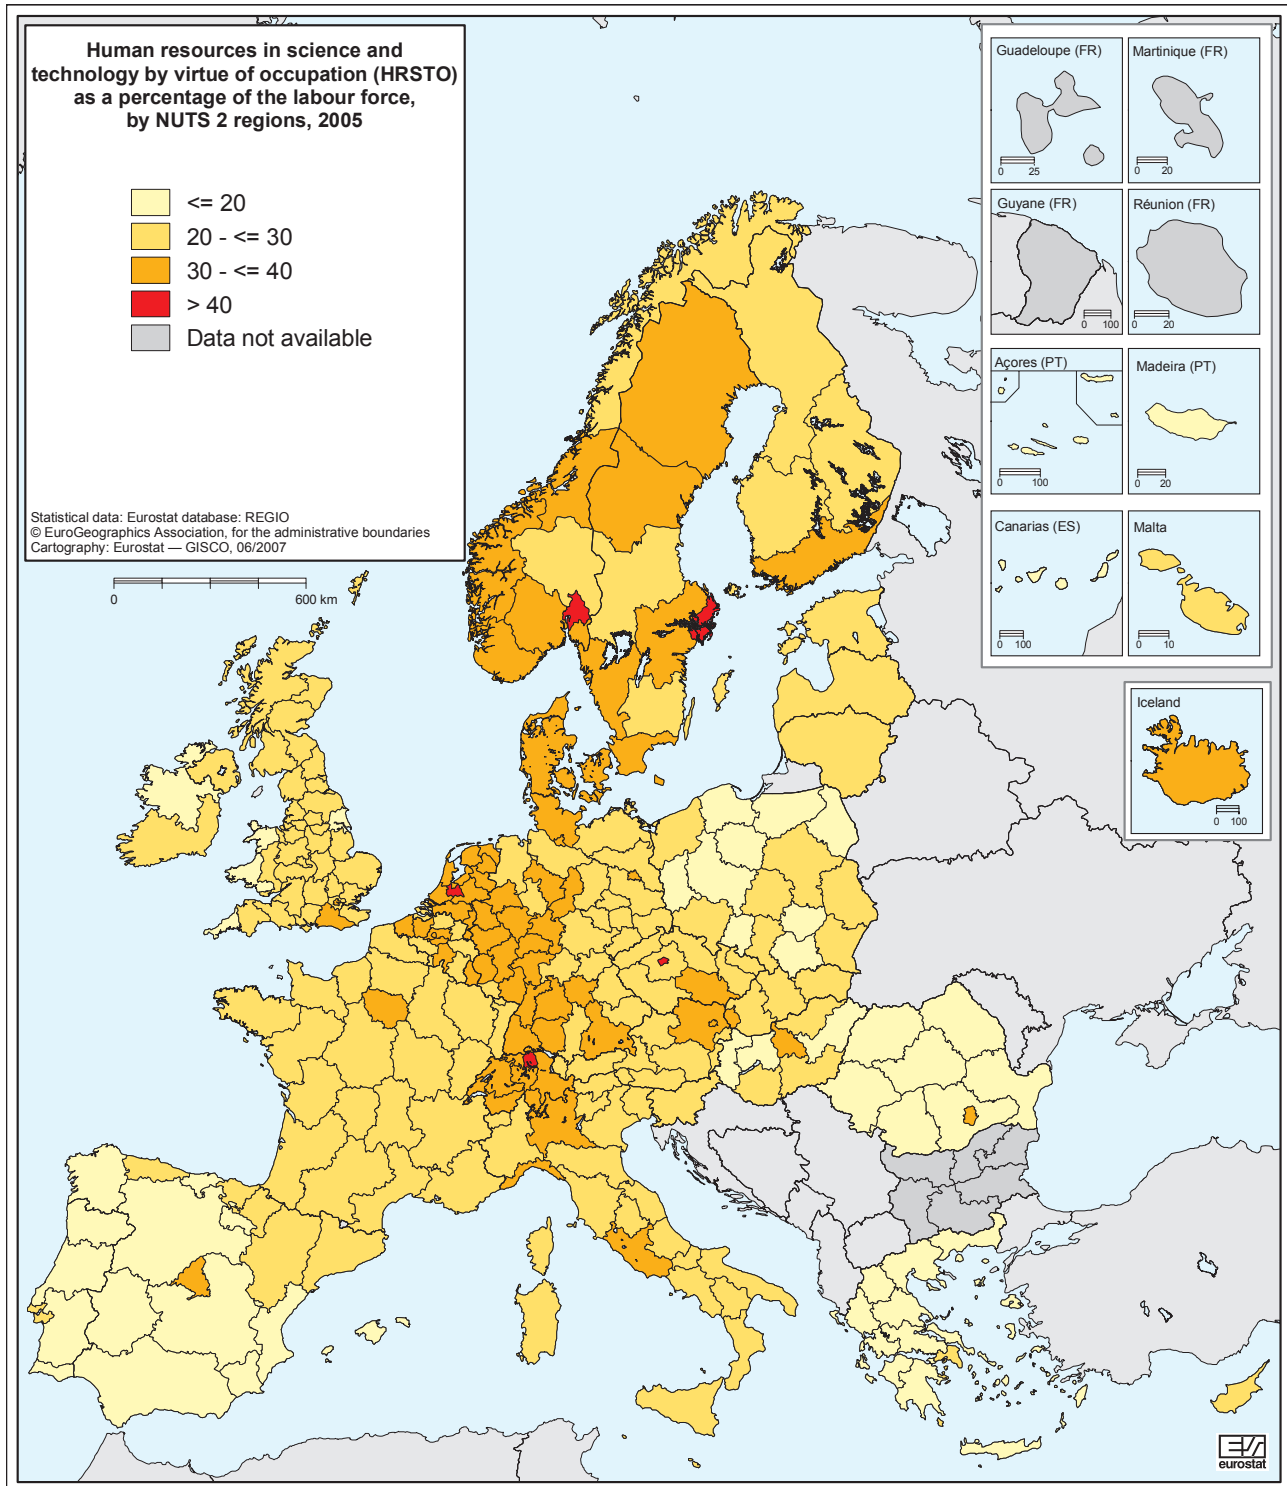 Human resources in science and
technology by virtue of occupation (HRSTO)
as a percentage of the labour force,
by NUTS 2 regions, 2005
<= 20
20 - <= 30
30 - <= 40
> 40
Data not available
Statistical data: Eurostat database: REGIO
© EuroGeographics Association, for the administrative boundaries
Cartography: Eurostat — GISCO, 06/2007
0 600 km
Guadeloupe (FR)
0 25
Martinique (FR)
0 20
Guyane (FR)
0 100
Réunion (FR)
0 20
Açores (PT)
0 100
Madeira (PT)
0 20
Canarias (ES)
0 100
Malta
0 10
Iceland
0 100
eurostat